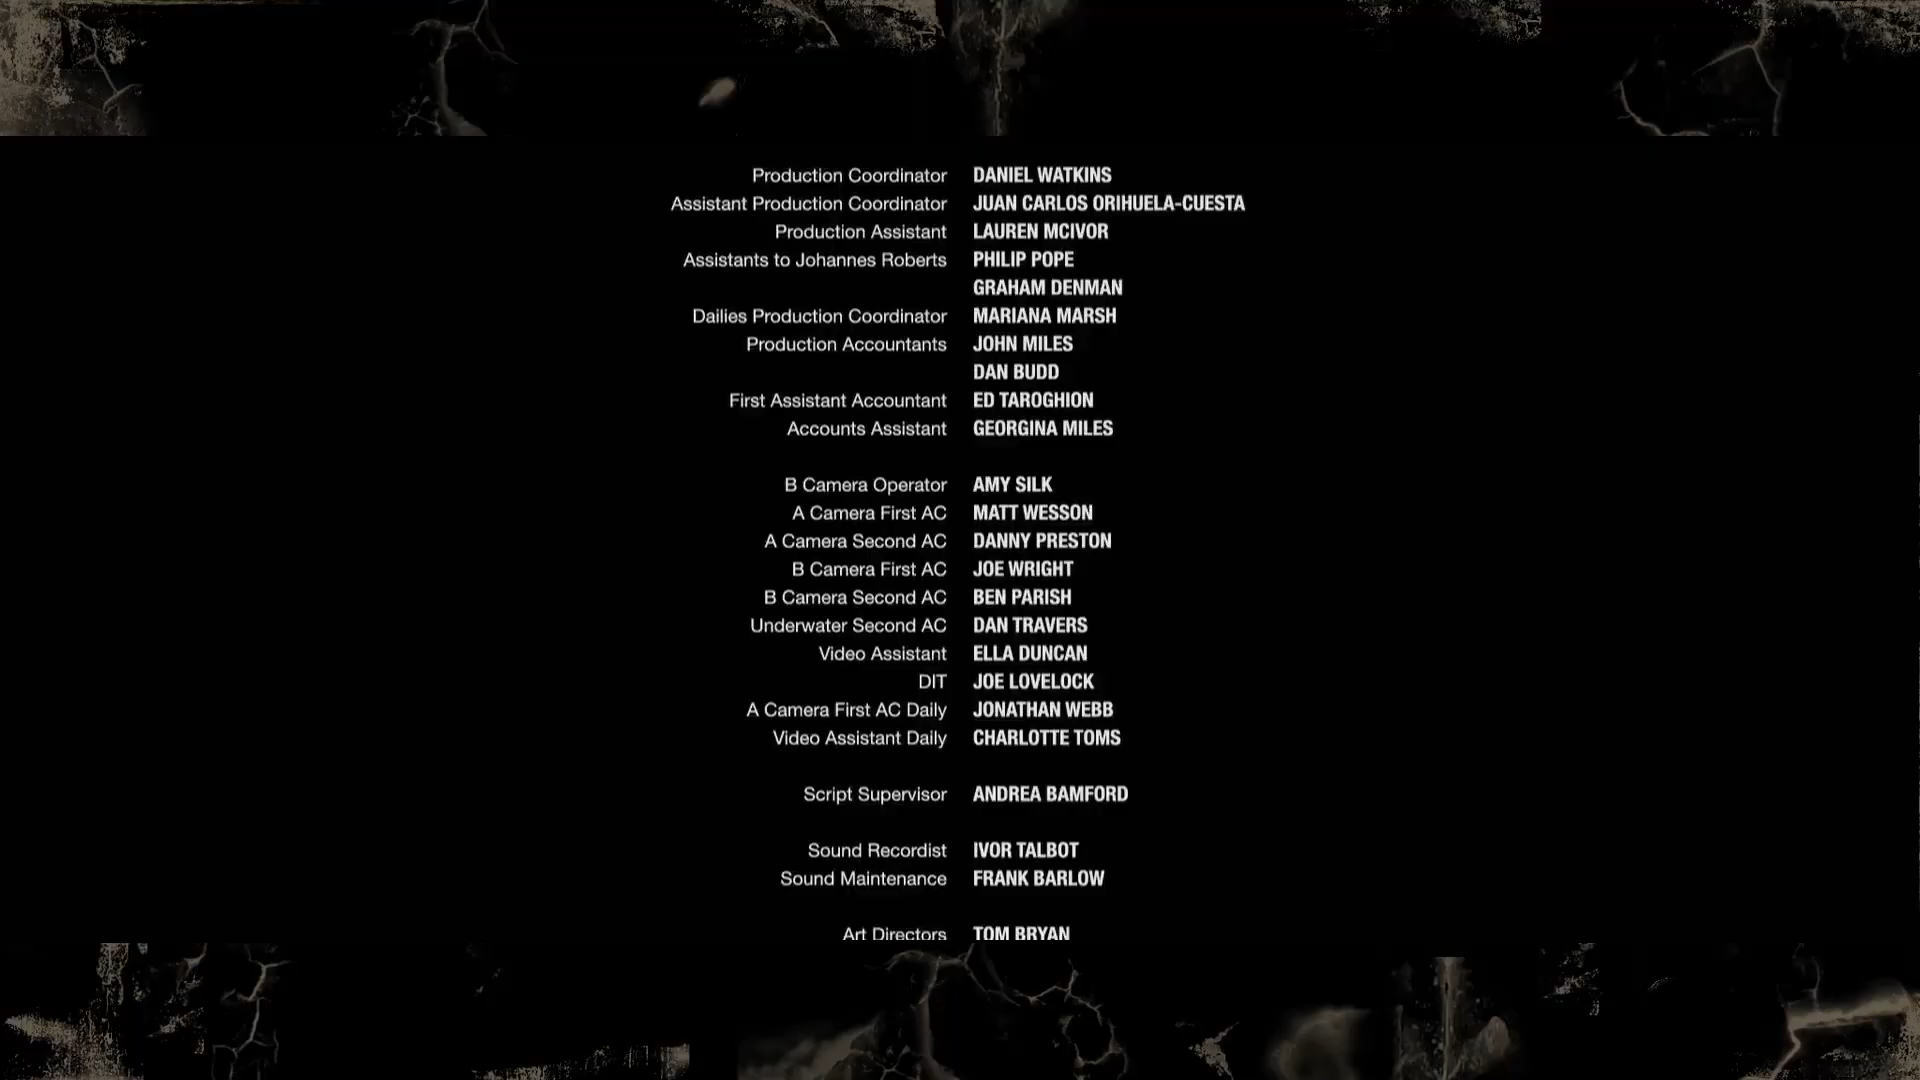 Production Coordinator DANIEL WATKINS
Assistant Production Coordinator JUAN CARLOS ORIHUELA-CUESTA
Production Assistant LAUREN MCIVOR
Assistants to Johannes Roberts PHILIP POPE
GRAHAM DENMAN
Dailies Production Coordinator MARIANA MARSH
Production Accountants JOHN MILES
DAN BUDD
First Assistant Accountant ED TAROGHION
Accounts Assistant GEORGINA MILES
B Camera Operator AMY SILK
A Camera First AC MATT WESSON
A Camera Second AC DANNY PRESTON
B Camera First AC JOE WRIGHT
B Camera Second AC BEN PARISH
Underwater Second AC DAN TRAVERS
Video Assistant ELLA DUNCAN
DIT JOE LOVELOCK
A Camera First AC Daily JONATHAN WEBB
Video Assistant Daily CHARLOTTE TOMS
Script Supervisor ANDREA BAMFORD
Sound Recordist IVOR TALBOT
Sound Maintenance FRANK BARLOW
Art Directors TOM BRYAN